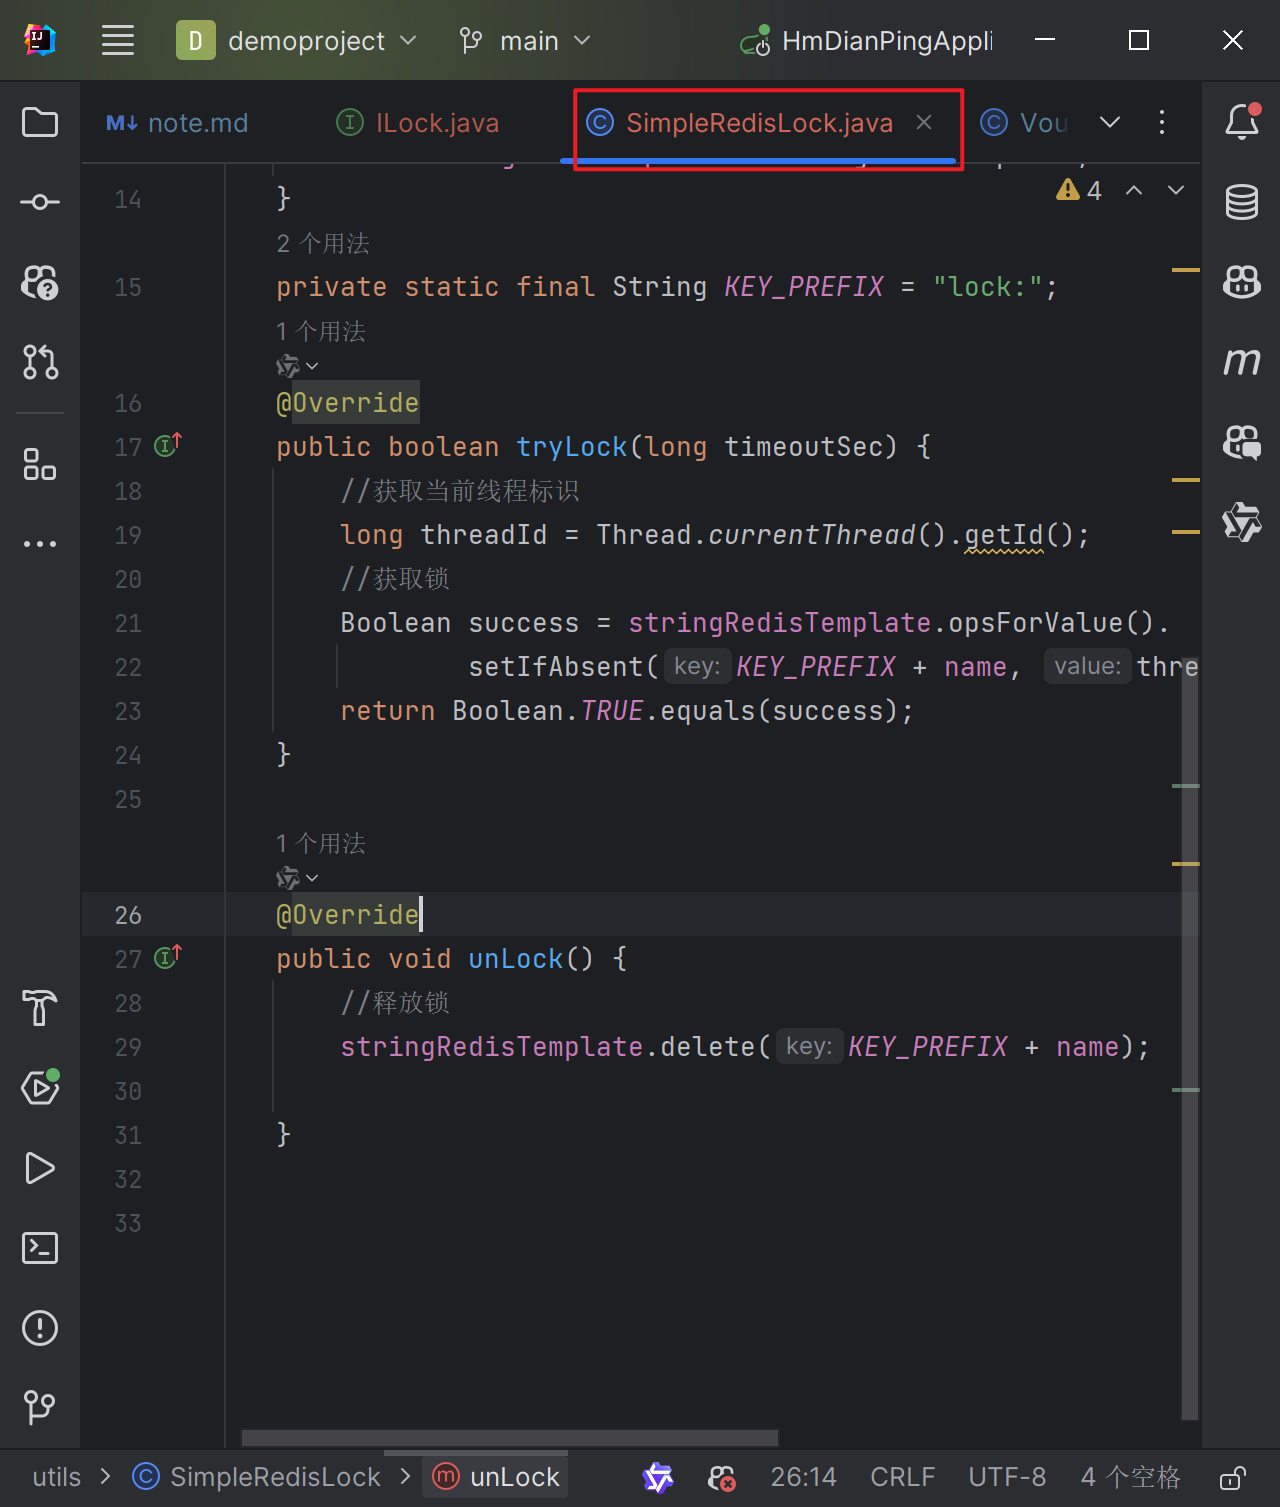 D demoproject main HmDianPingAppli
note.md ILock.java SimpleRedisLock.java Vou
14 }
4
2 个用法
15 private static final String KEY_PREFIX = "lock:";
1 个用法
16 @Override
17 public boolean tryLock(long timeoutSec) {
18 //获取当前线程标识
19 long threadId = Thread.currentThread().getId();
20 //获取锁
21 Boolean success = stringRedisTemplate.opsForValue().
22 setIfAbsent( key: KEY_PREFIX + name, value: thre
23 return Boolean.TRUE.equals(success);
24 }
25
1 个用法
26 @Override
27 public void unLock() {
28 //释放锁
29 stringRedisTemplate.delete( key: KEY_PREFIX + name);
30
31 }
32
33
utils > SimpleRedisLock > unLock 26:14 CRLF UTF-8 4 个空格